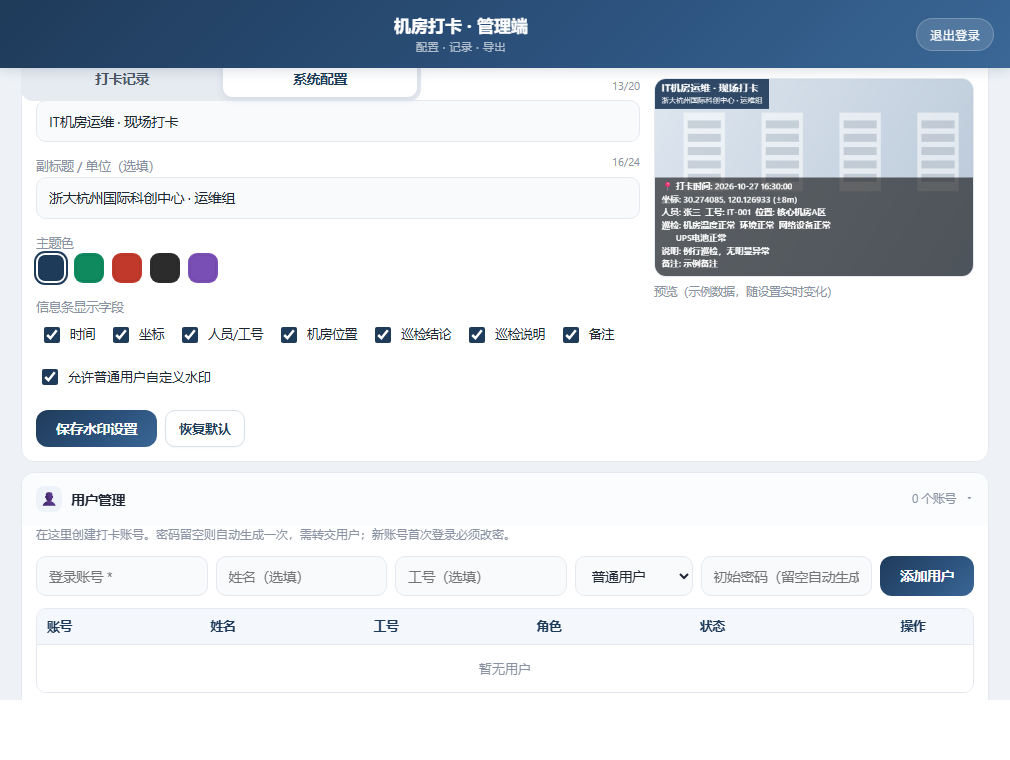 机房打卡 · 管理端
配置 · 记录 · 导出
退出登录
打卡记录
系统配置
13/20
IT机房运维 · 现场打卡
副标题 / 单位（选填）
16/24
浙大杭州国际科创中心 · 运维组
主题色
信息条显示字段
时间
坐标
人员/工号
机房位置
巡检结论
巡检说明
备注
允许普通用户自定义水印
保存水印设置
恢复默认
IT机房运维 · 现场打卡
浙大杭州国际科创中心 · 运维组
打卡时间: 2026-10-27 16:30:00
坐标: 30.274085, 120.126933 (±8m)
人员: 张三 工号: IT-001 位置: 核心机房A区
巡检: 机房温度正常 环境正常 网络设备正常
UPS电池正常
说明: 例行巡检，无明显异常
备注: 示例备注
预览（示例数据，随设置实时变化）
用户管理
0 个账号
在这里创建打卡账号。密码留空则自动生成一次，需转交用户；新账号首次登录必须改密。
登录账号 *
姓名（选填）
工号（选填）
普通用户
初始密码（留空自动生成
添加用户
账号
姓名
工号
角色
状态
操作
暂无用户